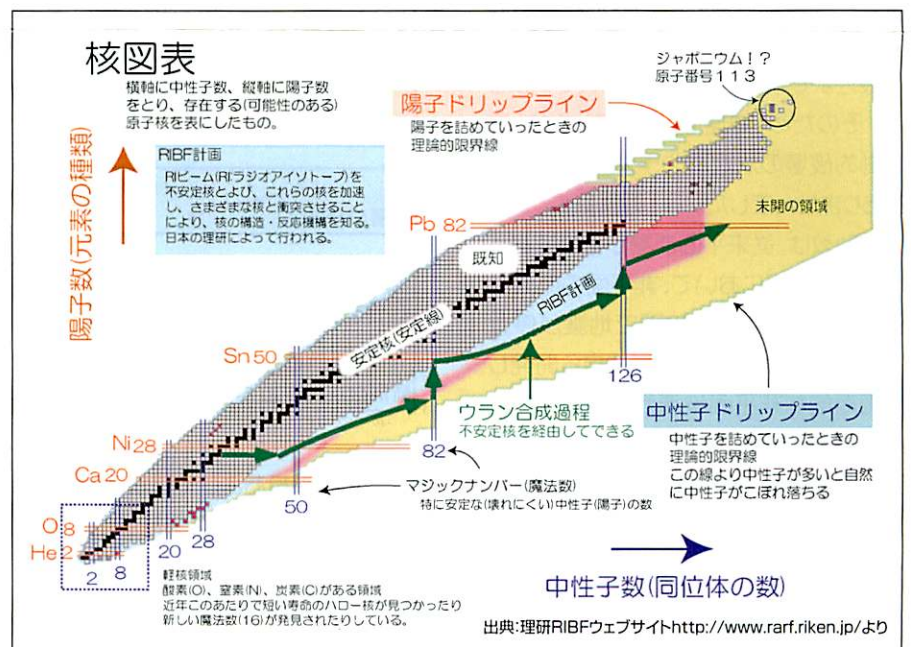 核図表
横軸に中性子数、縦軸に陽子数
をとり、存在する(可能性のある)
原子核を表にしたもの。
RIBF計画
RIビーム(RI:ラジオアイソトープ)を
不安定核とよび、これらの核を加速
し、さまざまな核と衝突させること
により、核の構造・反応機構を知る。
日本の理研によって行われる。
陽子数(元素の種類)
ジャポニウム!?
原子番号113
陽子ドリップライン
陽子を詰めていったときの
理論的限界線
Pb 82
未開の領域
既知
RIBF計画
安定核(安定線)
Sn 50
126
ウラン合成過程
不安定核を経由してできる
中性子ドリップライン
中性子を詰めていったときの
理論的限界線
この線より中性子が多いと自然
に中性子がこぼれ落ちる
Ni 28
82
Ca 20
マジックナンバー(魔法数)
特に安定な(壊れにくい)中性子(陽子)の数
50
O 8
28
20
He 2
2
8
軽核領域
酸素(O)、窒素(N)、炭素(C)がある領域
近年このあたりで短い寿命のハロー核が見つかったり
新しい魔法数(16)が発見されたりしている。
中性子数(同位体の数)
出典:理研RIBFウェブサイトhttp://www.rarf.riken.jp/より